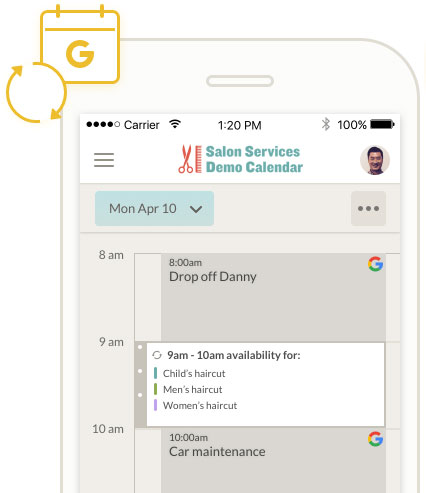 G
Carrier 1:20 PM 100%
Salon Services
Demo Calendar
Mon Apr 10
8 am
8:00am
G
Drop off Danny
9 am
9am - 10am availability for:
Child's haircut
Men's haircut
Women's haircut
10 am
10:00am
G
Car maintenance